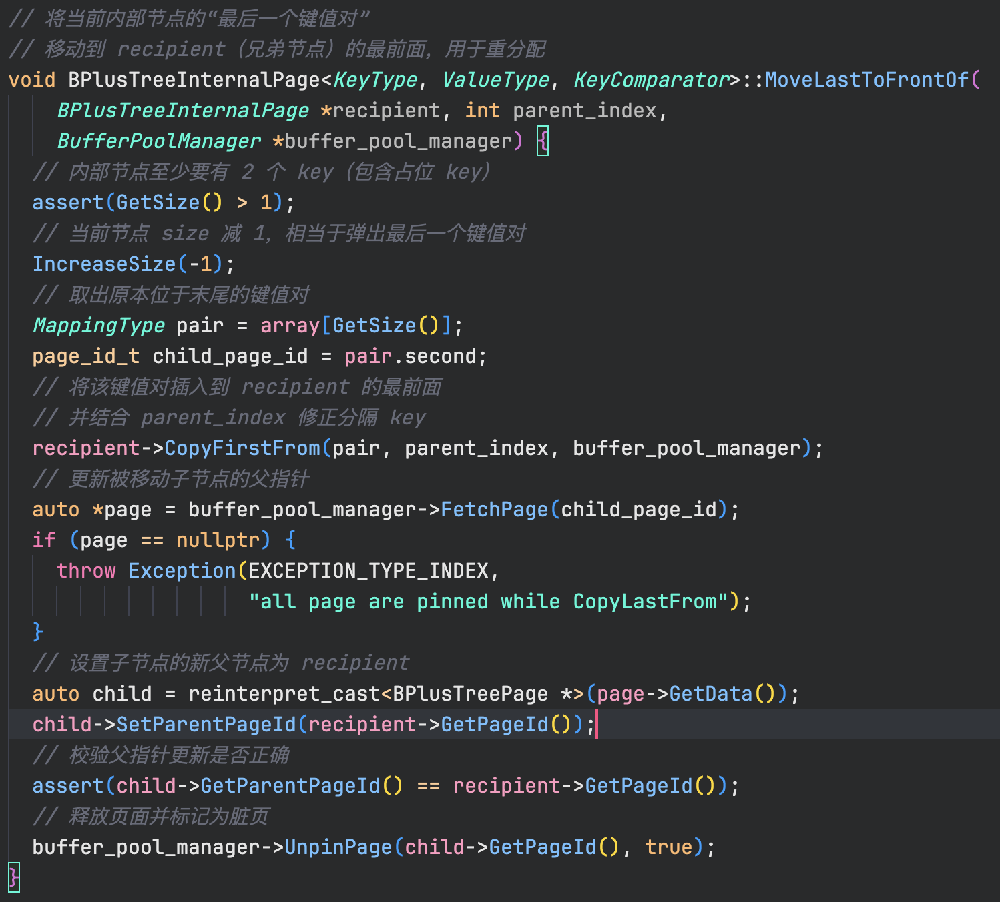 // 将当前内部节点的“最后一个键值对”
// 移动到 recipient（兄弟节点）的最前面，用于重分配
void BPlusTreeInternalPage<KeyType, ValueType, KeyComparator>::MoveLastToFrontOf(
    BPlusTreeInternalPage *recipient, int parent_index,
    BufferPoolManager *buffer_pool_manager) {
  // 内部节点至少要有 2 个 key（包含占位 key）
  assert(GetSize() > 1);
  // 当前节点 size 减 1，相当于弹出最后一个键值对
  IncreaseSize(-1);
  // 取出原本位于末尾的键值对
  MappingType pair = array[GetSize()];
  page_id_t child_page_id = pair.second;
  // 将该键值对插入到 recipient 的最前面
  // 并结合 parent_index 修正分隔 key
  recipient->CopyFirstFrom(pair, parent_index, buffer_pool_manager);
  // 更新被移动子节点的父指针
  auto *page = buffer_pool_manager->FetchPage(child_page_id);
  if (page == nullptr) {
    throw Exception(EXCEPTION_TYPE_INDEX,
                    "all page are pinned while CopyLastFrom");
  }
  // 设置子节点的新父节点为 recipient
  auto child = reinterpret_cast<BPlusTreePage *>(page->GetData());
  child->SetParentPageId(recipient->GetPageId());
  // 校验父指针更新是否正确
  assert(child->GetParentPageId() == recipient->GetPageId());
  // 释放页面并标记为脏页
  buffer_pool_manager->UnpinPage(child->GetPageId(), true);
}